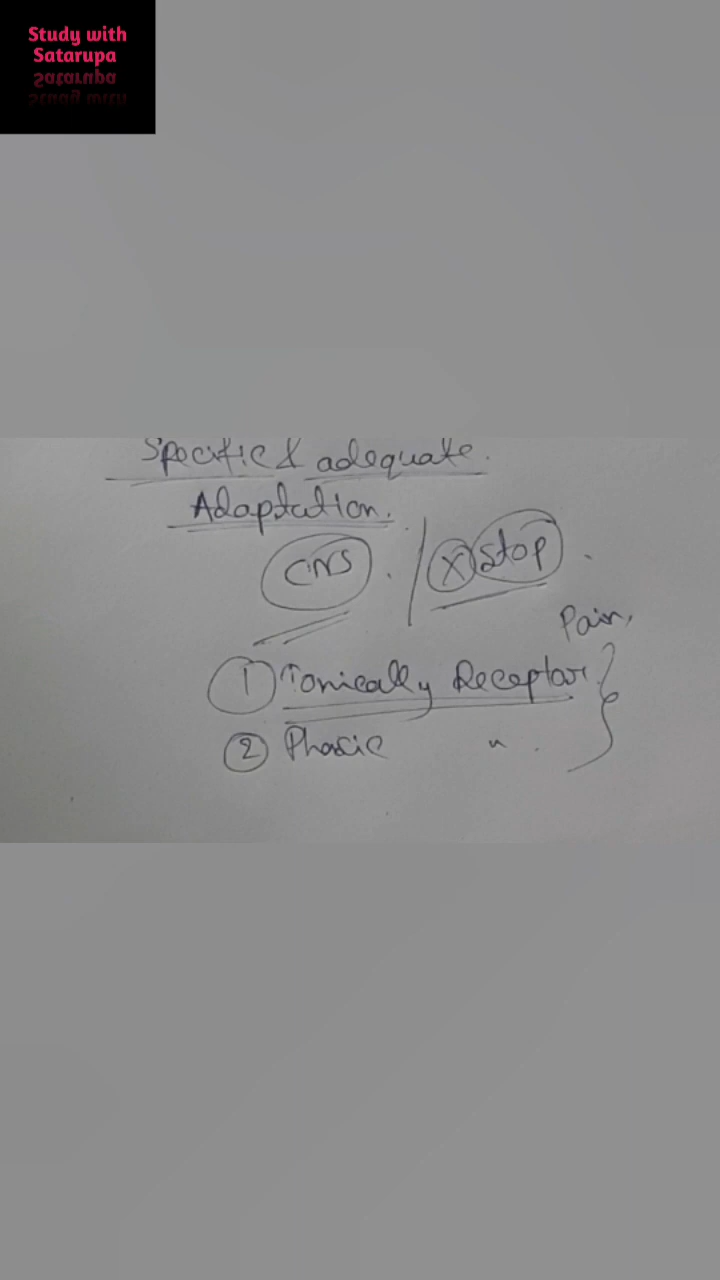 Study with
Satarupa
Specific & adequate.
Adaptation.
CNS . / X Stop .
Pain,
1 Tonically Receptor
2 Phasic " .